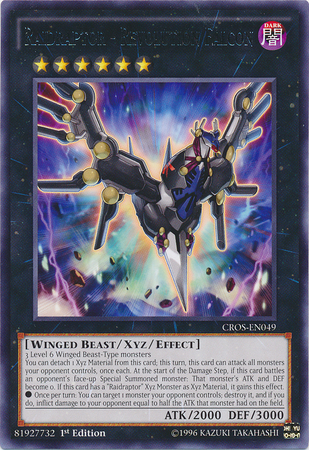 Raidraptor - Revolution Falcon
DARK
闇
CROS-EN049
[Winged Beast/Xyz/Effect]
3 Level 6 Winged Beast-Type monsters
You can detach 1 Xyz Material from this card; this turn, this card can attack all monsters
your opponent controls, once each. At the start of the Damage Step, if this card battles
an opponent's face-up Special Summoned monster: That monster's ATK and DEF
become 0. If this card has a "Raidraptor" Xyz Monster as Xyz Material, it gains this effect.
● Once per turn: You can target 1 monster your opponent controls; destroy it, and if you
do, inflict damage to your opponent equal to half the ATK that monster had on the field.
ATK/2000 DEF/3000
81927732 1st Edition ©1996 KAZUKI TAKAHASHI